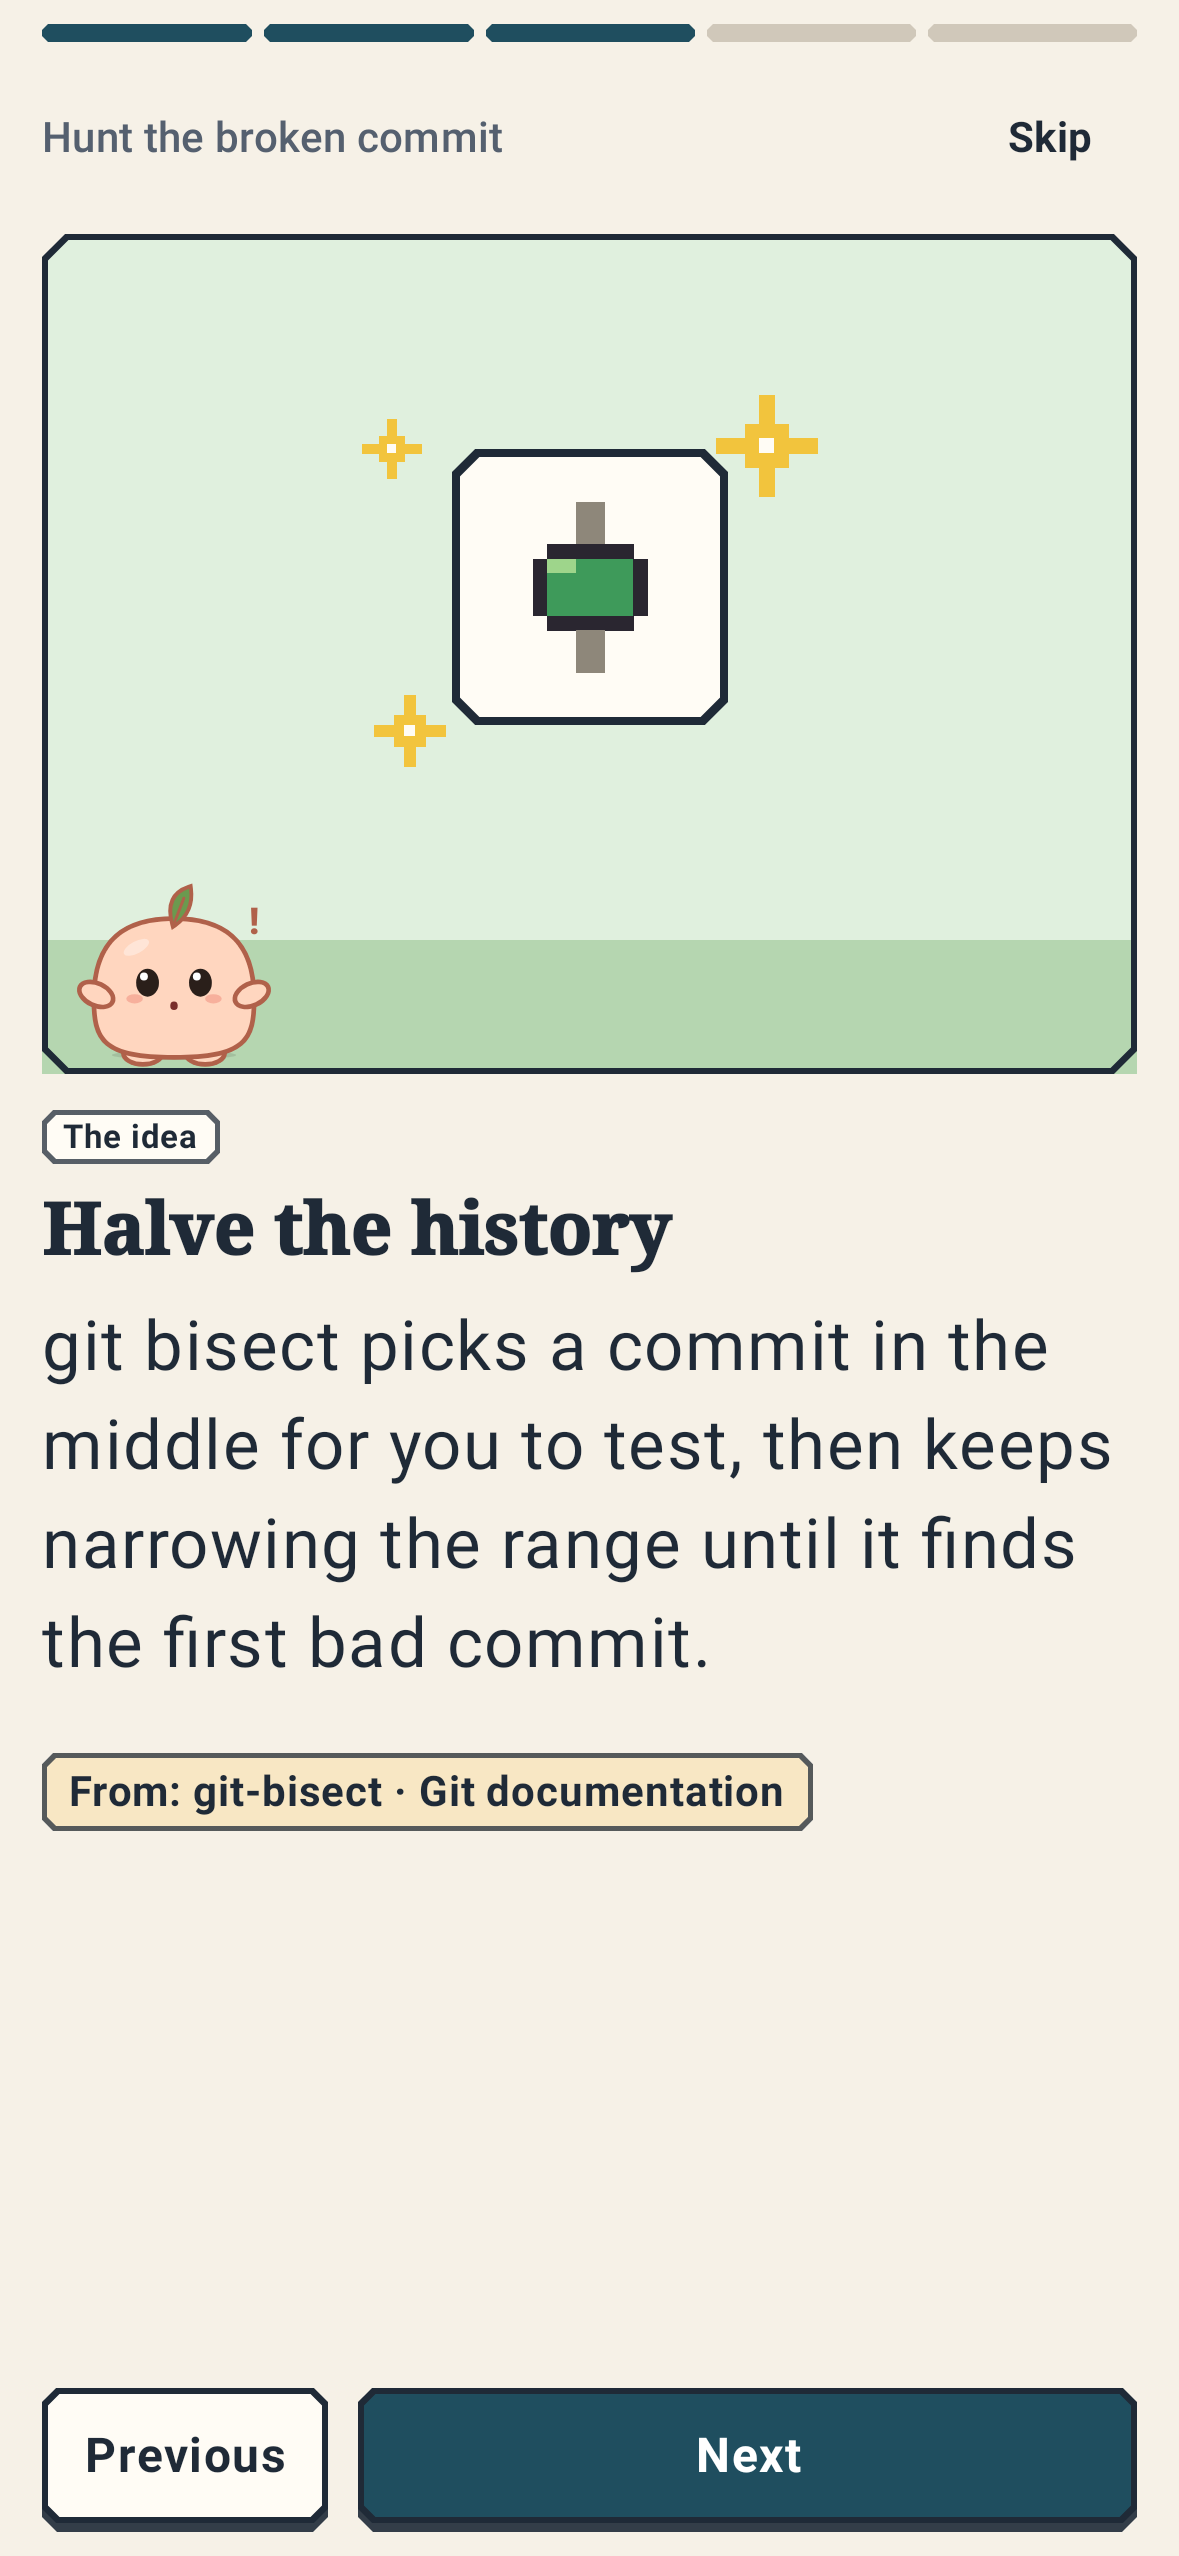 Hunt the broken commit
Skip
!
The idea
Halve the history
git bisect picks a commit in the
middle for you to test, then keeps
narrowing the range until it finds
the first bad commit.
From: git-bisect · Git documentation
Previous
Next